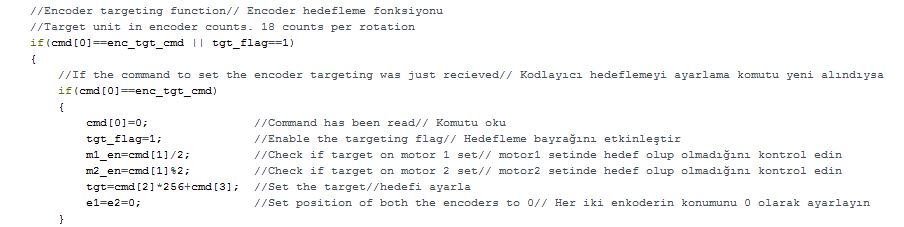 //Encoder targeting function// Encoder hedefleme fonksiyonu
//Target unit in encoder counts. 18 counts per rotation
if(cmd[0]==enc_tgt_cmd || tgt_flag==1)
{
//If the command to set the encoder targeting was just recieved// Kodlayıcı hedeflemeyi ayarlama komutu yeni alındıysa
if(cmd[0]==enc_tgt_cmd)
{
cmd[0]=0; //Command has been read// Komutu oku
tgt_flag=1; //Enable the targeting flag// Hedefleme bayrağını etkinleştir
m1_en=cmd[1]/2; //Check if target on motor 1 set// motor1 setinde hedef olup olmadığını kontrol edin
m2_en=cmd[1]%2; //Check if target on motor 2 set// motor2 setinde hedef olup olmadığını kontrol edin
tgt=cmd[2]*256+cmd[3]; //Set the target//hedefi ayarla
e1=e2=0; //Set position of both the encoders to 0// Her iki enkoderin konumunu 0 olarak ayarlayın
}